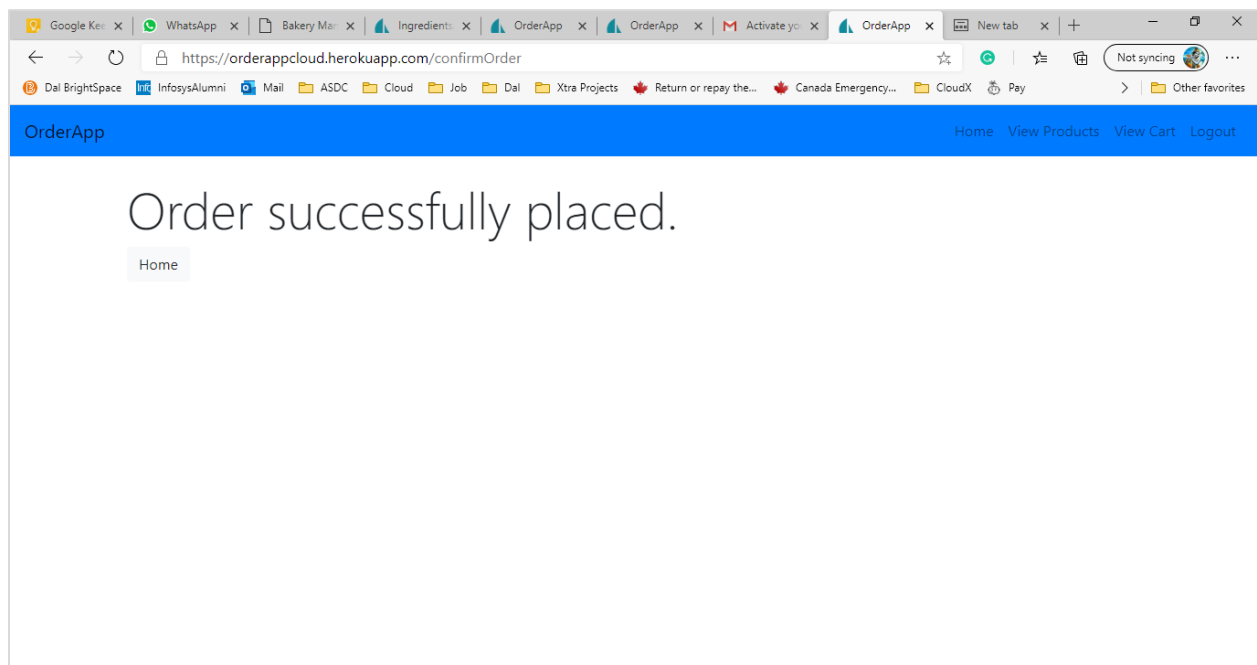 Google Kee WhatsApp Bakery Mar Ingredients OrderApp OrderApp Activate yo OrderApp New tab
https://orderappcloud.herokuapp.com/confirmOrder Not syncing
Dal BrightSpace InfosysAlumni Mail ASDC Cloud Job Dal Xtra Projects Return or repay the... Canada Emergency... CloudX Pay Other favorites
OrderApp Home View Products View Cart Logout
Order successfully placed.
Home